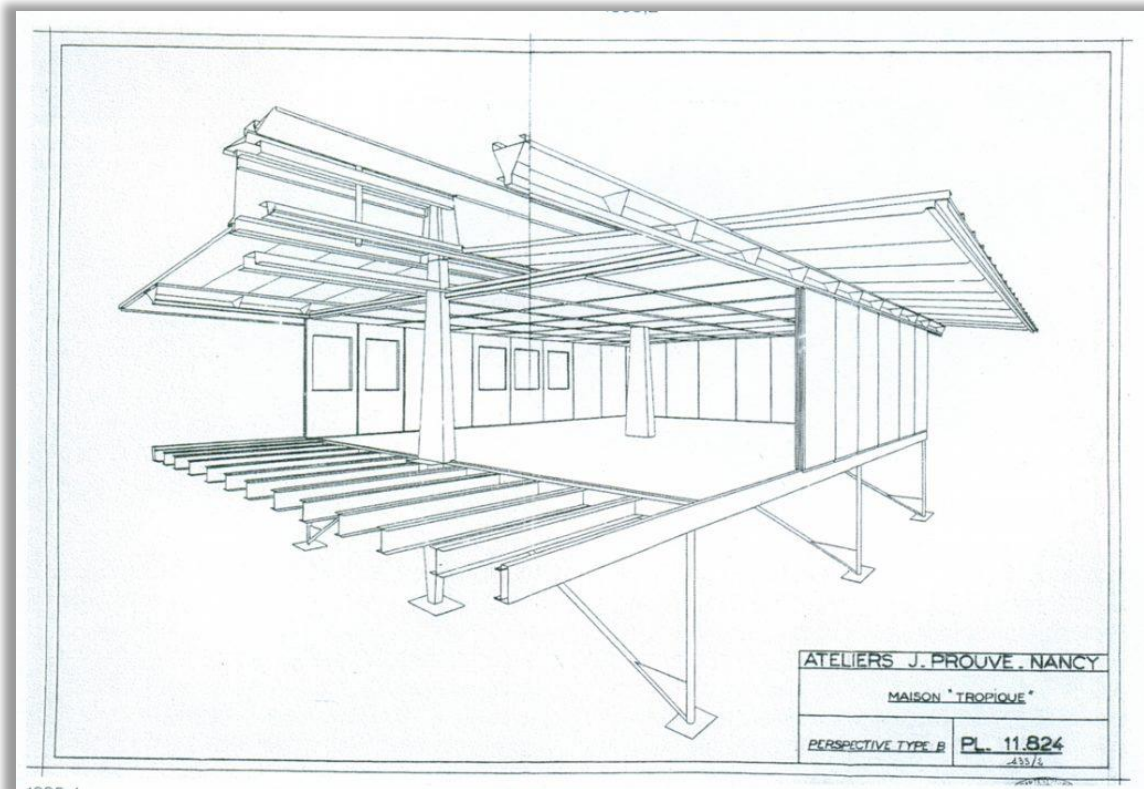 ATELIERS J. PROUVE. NANCY
MAISON "TROPIQUE"
PERSPECTIVE TYPE B
PL. 11.824